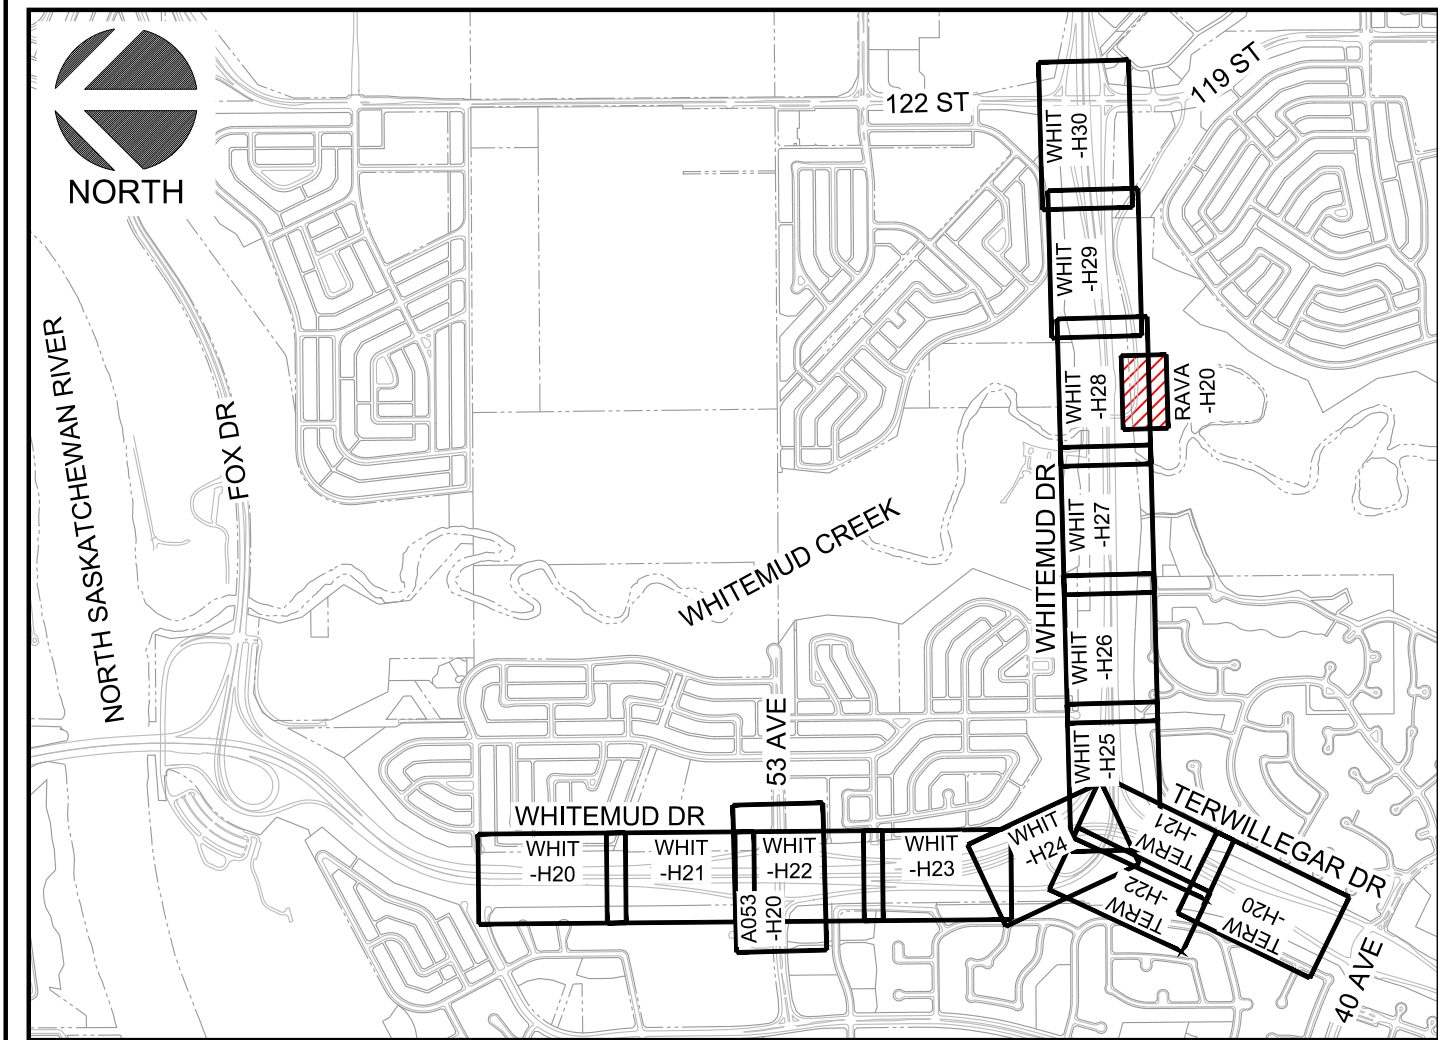 NORTH
122 ST
119 ST
WHIT
-H30
WHIT
-H29
WHIT
-H28
RAVA
-H20
NORTH SASKATCHEWAN RIVER
FOX DR
WHITEMUD CREEK
WHITEMUD DR
WHIT
-H27
WHIT
-H26
WHIT
-H25
53 AVE
WHITEMUD DR
WHIT
-H20
WHIT
-H21
WHIT
-H22
A053
-H20
WHIT
-H23
WHIT
-H24
TERWILLEGAR DR
TERW
-H21
TERW
-H22
TERW
-H20
40 AVE